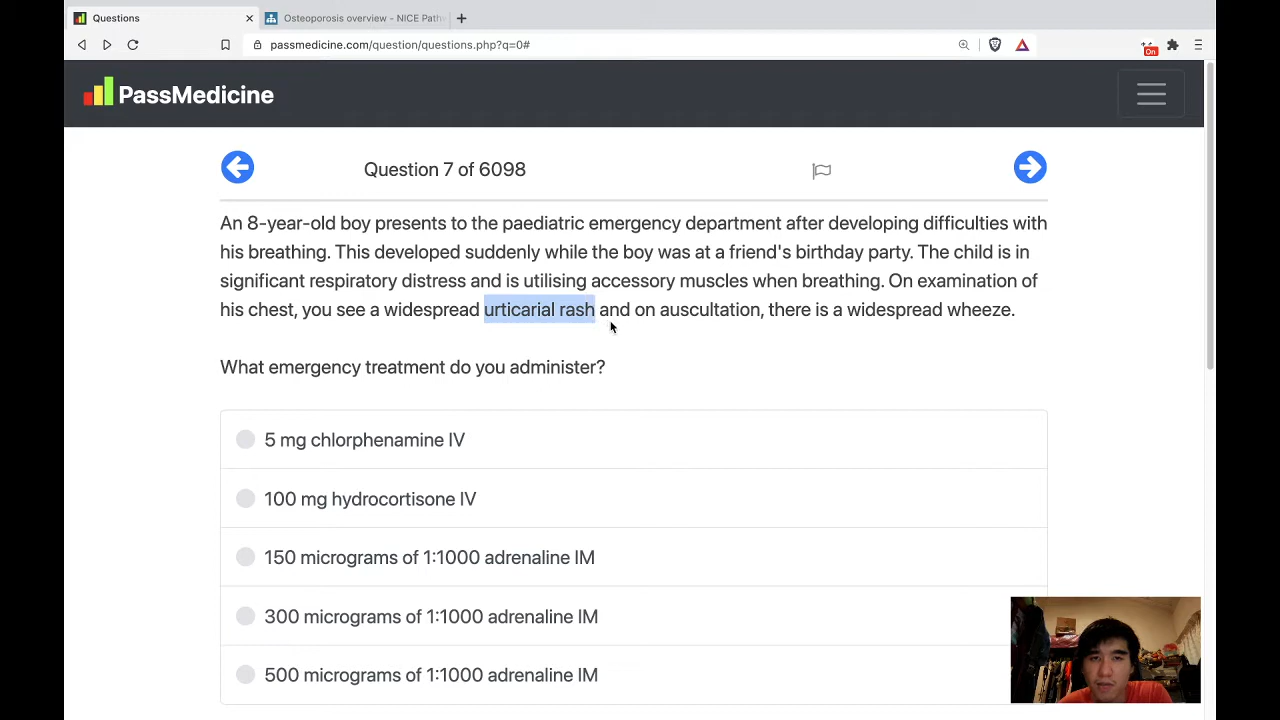 Questions
Osteoporosis overview - NICE Path
passmedicine.com/question/questions.php?q=0#
On
PassMedicine
Question 7 of 6098
An 8-year-old boy presents to the paediatric emergency department after developing difficulties with
his breathing. This developed suddenly while the boy was at a friend's birthday party. The child is in
significant respiratory distress and is utilising accessory muscles when breathing. On examination of
his chest, you see a widespread urticarial rash and on auscultation, there is a widespread wheeze.
What emergency treatment do you administer?
5 mg chlorphenamine IV
100 mg hydrocortisone IV
150 micrograms of 1:1000 adrenaline IM
300 micrograms of 1:1000 adrenaline IM
500 micrograms of 1:1000 adrenaline IM